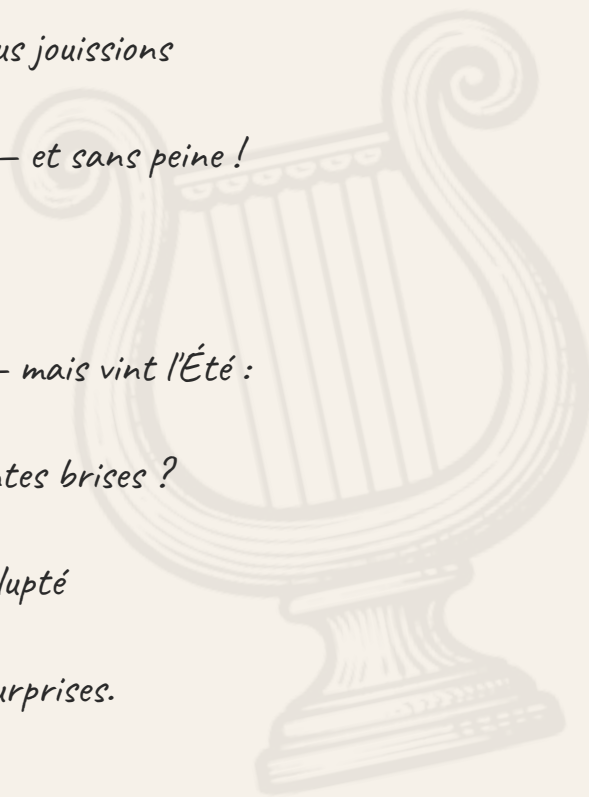 us jouissions
— et sans peine !
– mais vint l'Été :
tes brises ?
lupté
urprises.